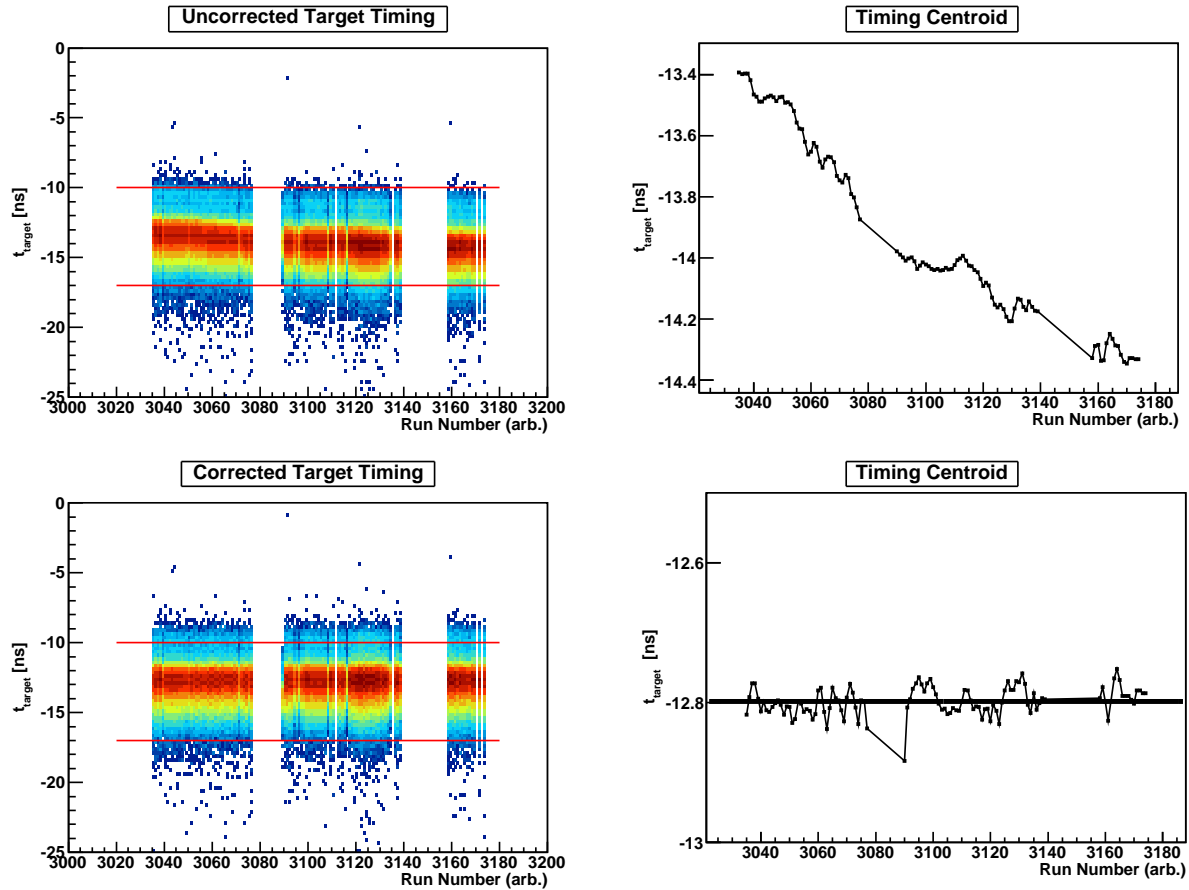 Uncorrected Target Timing
0
-5
-10
-15
-20
-25
t_target [ns]
3000 3020 3040 3060 3080 3100 3120 3140 3160 3180 3200
Run Number (arb.)
Timing Centroid
-13.4
-13.6
-13.8
-14
-14.2
-14.4
t_target [ns]
3040 3060 3080 3100 3120 3140 3160 3180
Run Number (arb.)
Corrected Target Timing
0
-5
-10
-15
-20
-25
t_target [ns]
3000 3020 3040 3060 3080 3100 3120 3140 3160 3180 3200
Run Number (arb.)
Timing Centroid
-12.6
-12.8
-13
t_target [ns]
3040 3060 3080 3100 3120 3140 3160 3180
Run Number (arb.)